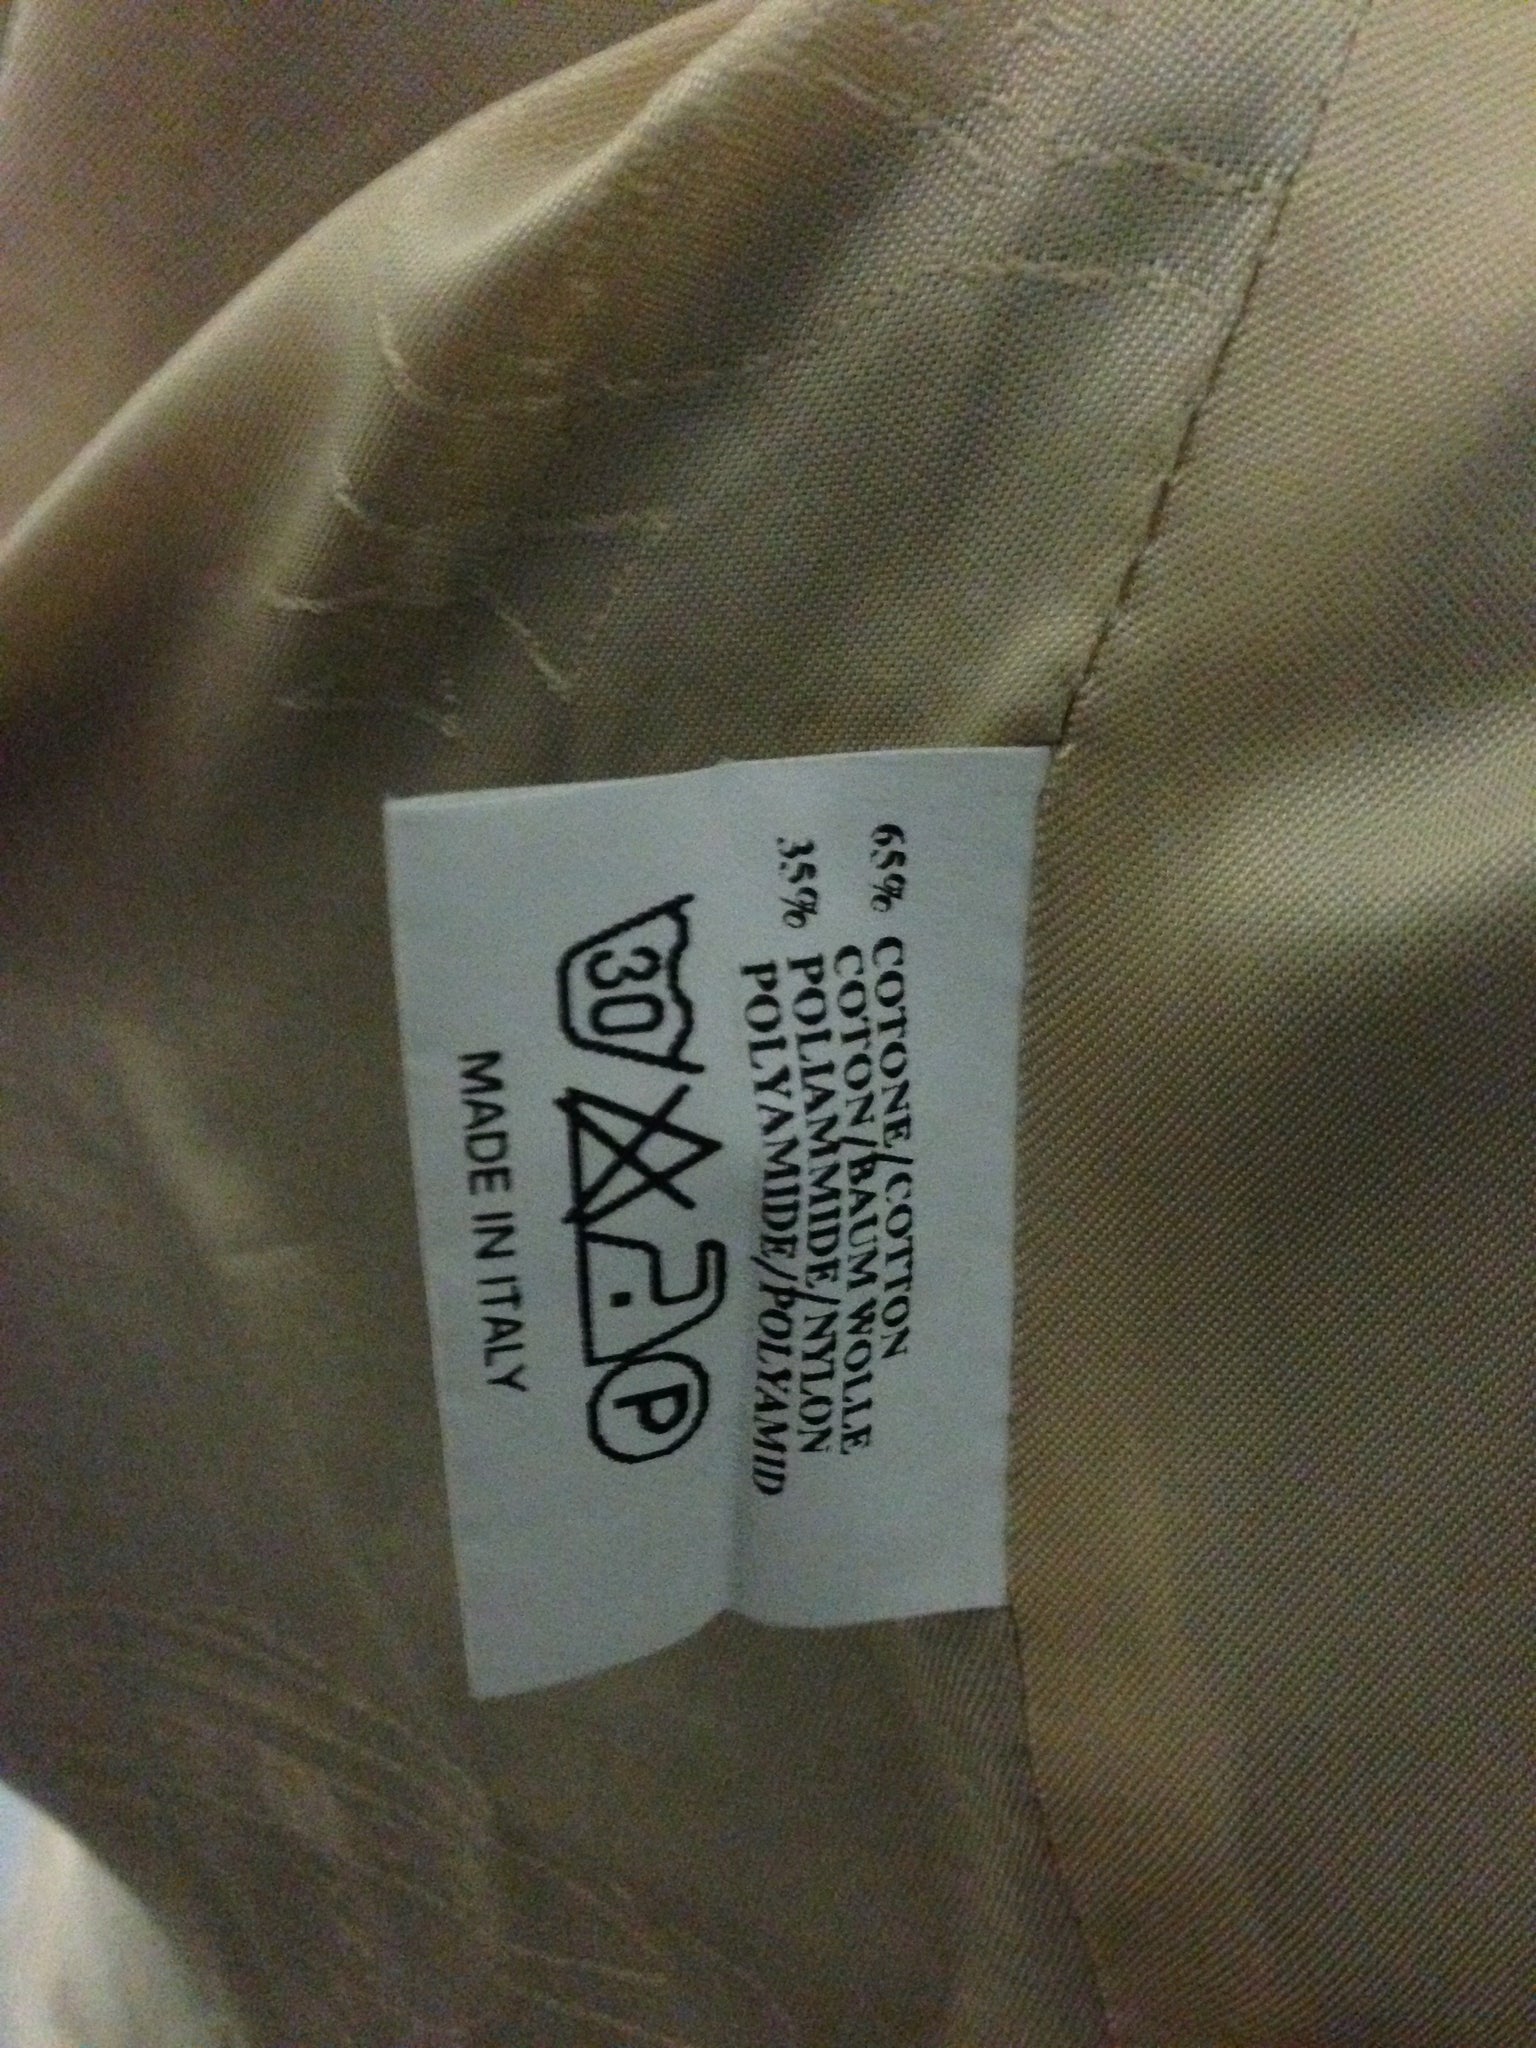 65% COTONE/COTTON
COTON/BAUMWOLLE
35% POLIAMMIDE/NYLON
POLYAMIDE/POLYAMID
30 P
MADE IN ITALY